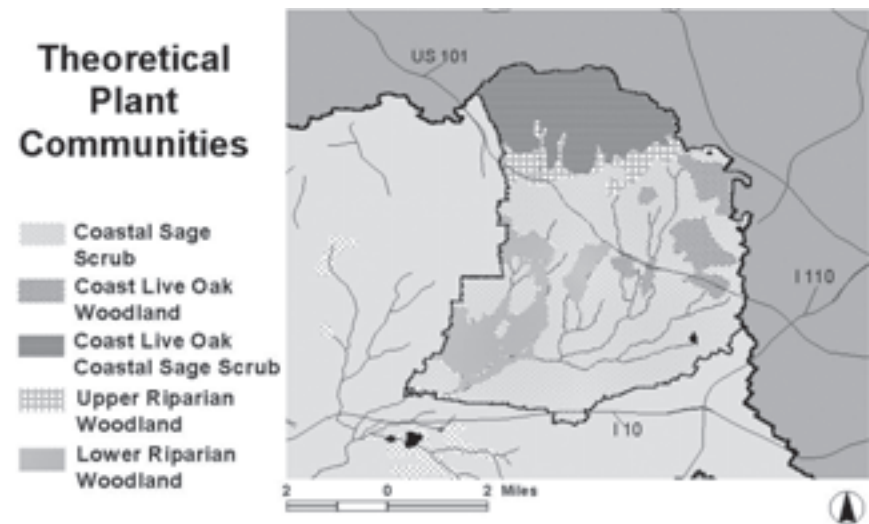 Theoretical
Plant
Communities
Coastal Sage
Scrub
Coast Live Oak
Woodland
Coast Live Oak
Coastal Sage Scrub
Upper Riparian
Woodland
Lower Riparian
Woodland
US 101
I 110
I 10
2 0 2 Miles